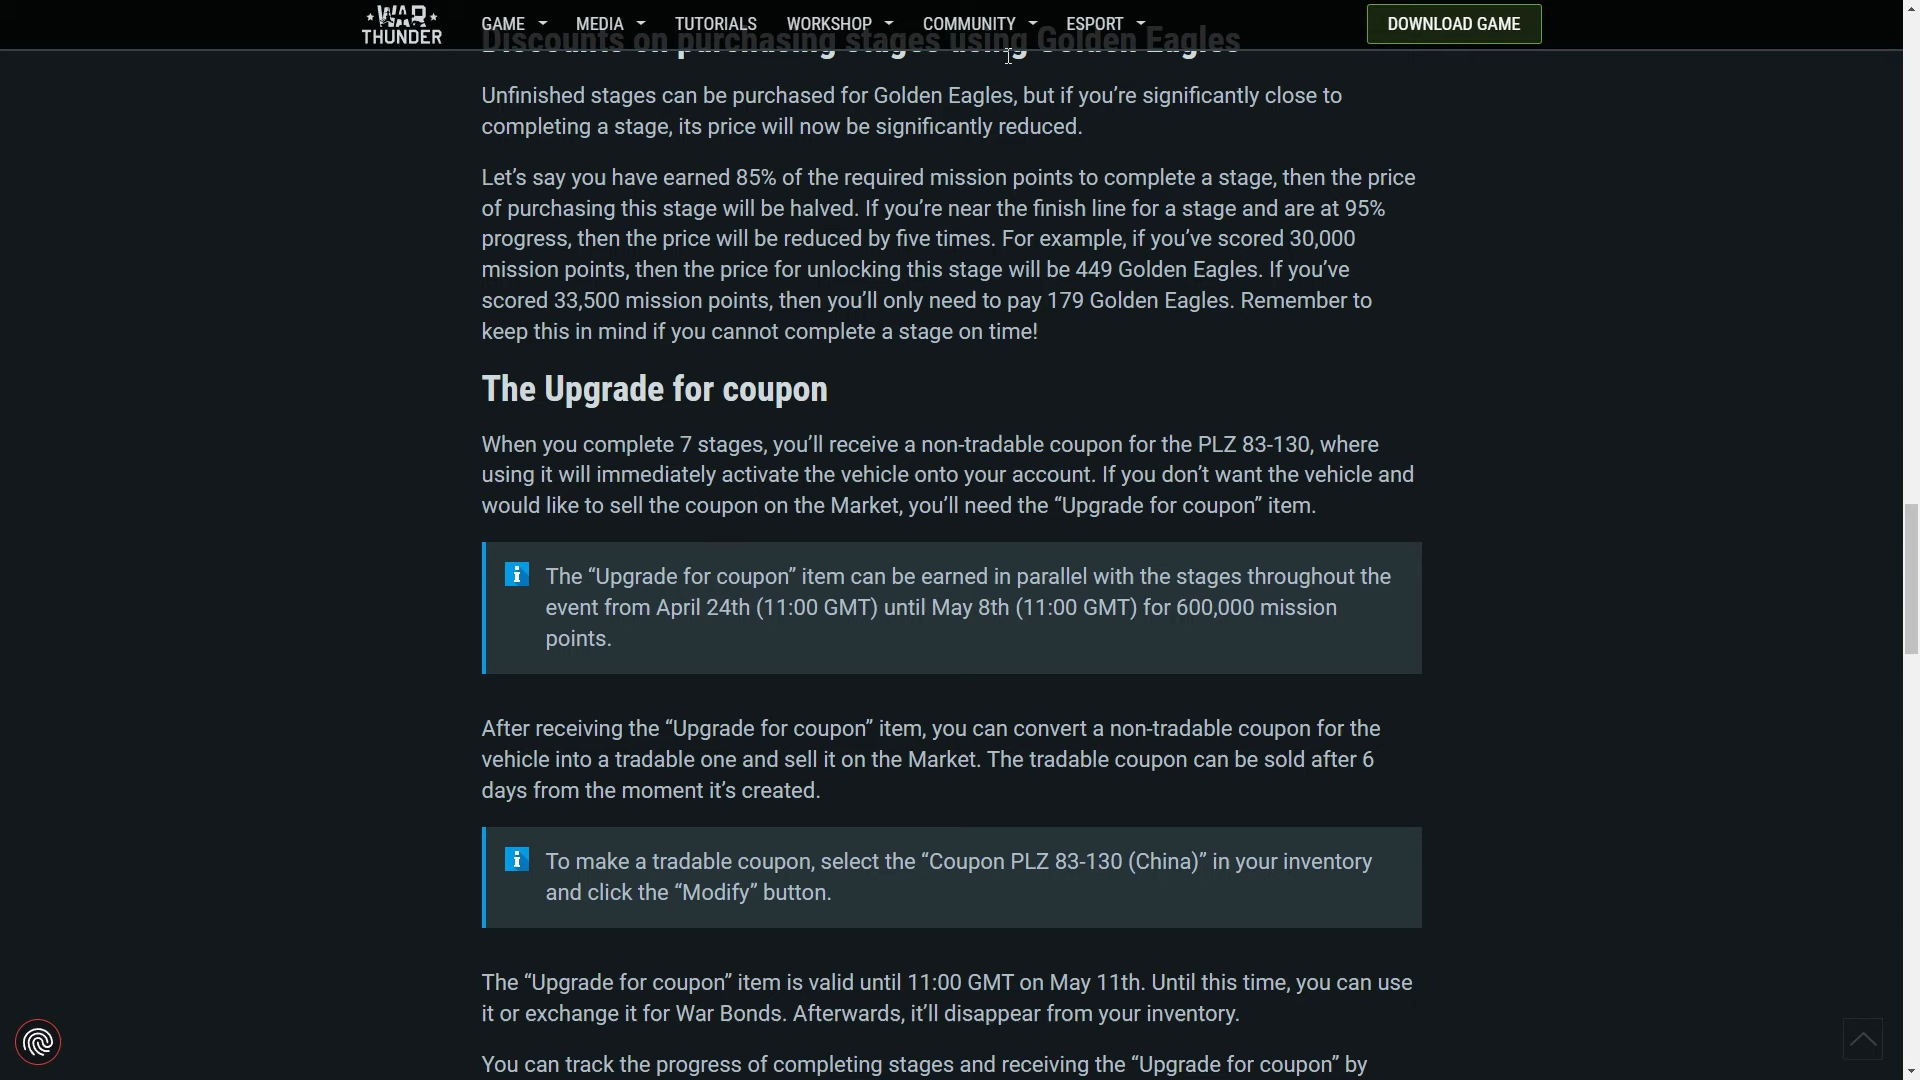 WAR
THUNDER
GAME MEDIA TUTORIALS WORKSHOP COMMUNITY ESPORT DOWNLOAD GAME
Discounts on purchasing stages using Golden Eagles
Unfinished stages can be purchased for Golden Eagles, but if you’re significantly close to
completing a stage, its price will now be significantly reduced.
Let’s say you have earned 85% of the required mission points to complete a stage, then the price
of purchasing this stage will be halved. If you’re near the finish line for a stage and are at 95%
progress, then the price will be reduced by five times. For example, if you’ve scored 30,000
mission points, then the price for unlocking this stage will be 449 Golden Eagles. If you’ve
scored 33,500 mission points, then you’ll only need to pay 179 Golden Eagles. Remember to
keep this in mind if you cannot complete a stage on time!
The Upgrade for coupon
When you complete 7 stages, you’ll receive a non-tradable coupon for the PLZ 83-130, where
using it will immediately activate the vehicle onto your account. If you don’t want the vehicle and
would like to sell the coupon on the Market, you’ll need the “Upgrade for coupon” item.
The “Upgrade for coupon” item can be earned in parallel with the stages throughout the
event from April 24th (11:00 GMT) until May 8th (11:00 GMT) for 600,000 mission
points.
After receiving the “Upgrade for coupon” item, you can convert a non-tradable coupon for the
vehicle into a tradable one and sell it on the Market. The tradable coupon can be sold after 6
days from the moment it’s created.
To make a tradable coupon, select the “Coupon PLZ 83-130 (China)” in your inventory
and click the “Modify” button.
The “Upgrade for coupon” item is valid until 11:00 GMT on May 11th. Until this time, you can use
it or exchange it for War Bonds. Afterwards, it’ll disappear from your inventory.
You can track the progress of completing stages and receiving the “Upgrade for coupon” by